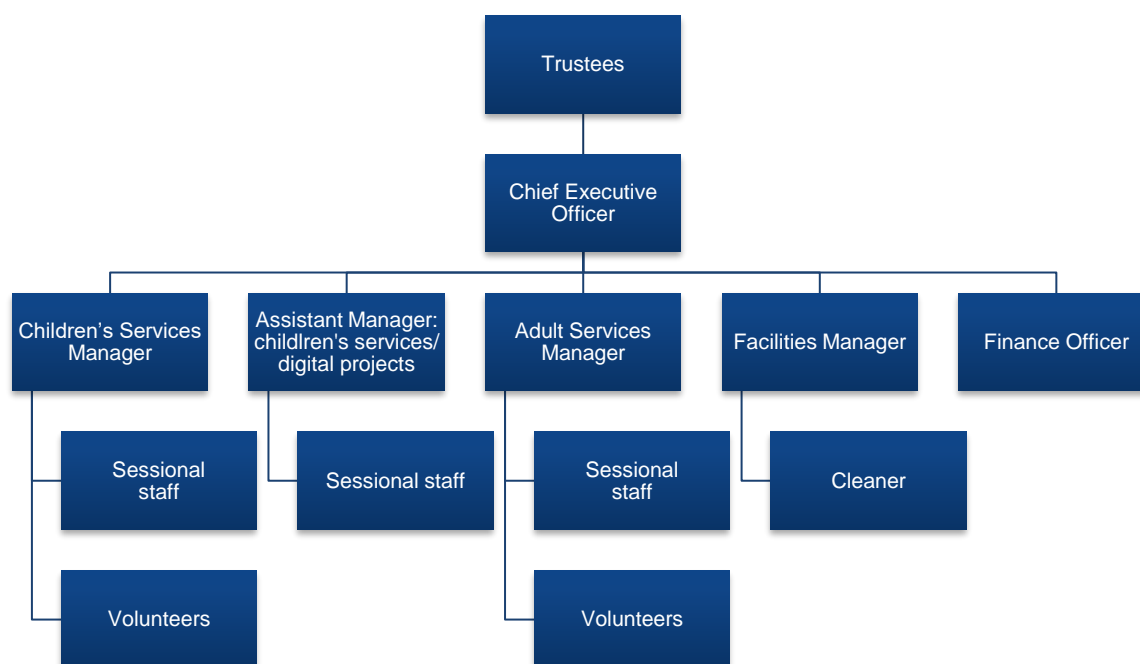 Trustees
Chief Executive
Officer
Children’s Services
Manager
Assistant Manager:
childlren's services/
digital projects
Adult Services
Manager
Facilities Manager
Finance Officer
Sessional
staff
Sessional staff
Sessional
staff
Cleaner
Volunteers
Volunteers